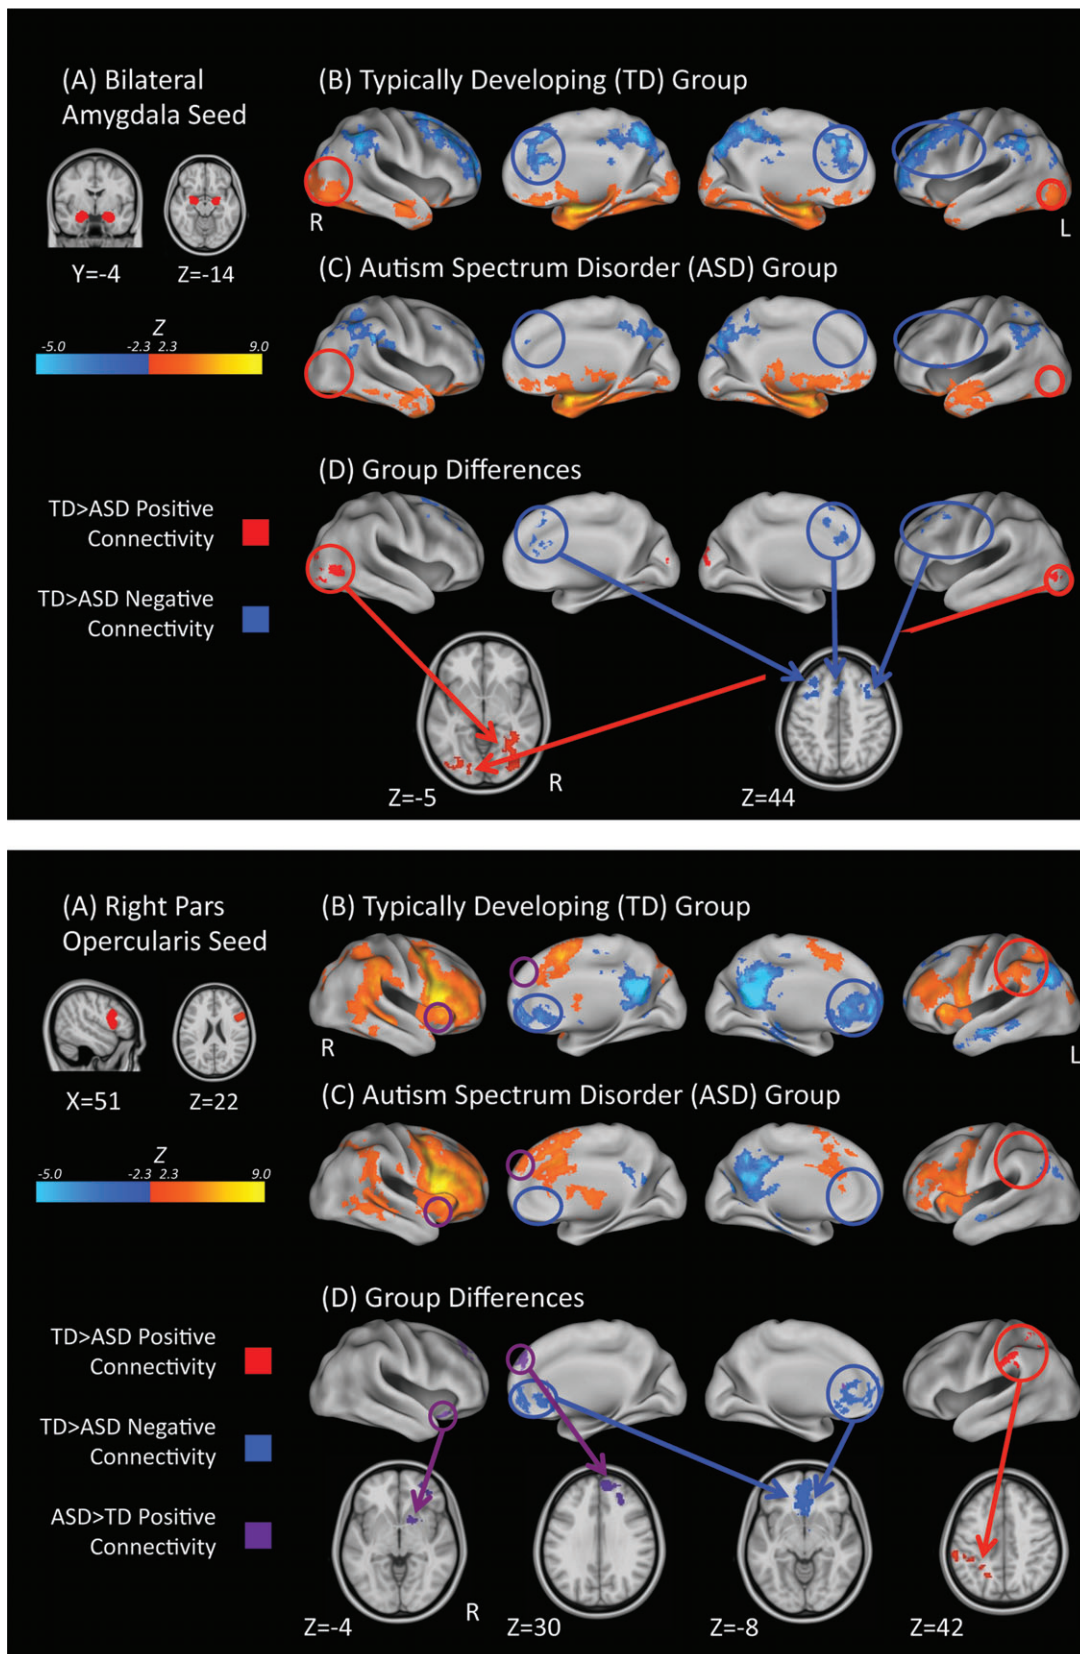 (A) Bilateral
Amygdala Seed
Y=-4
Z=-14
Z
-5.0
-2.3
2.3
9.0
(B) Typically Developing (TD) Group
R
L
(C) Autism Spectrum Disorder (ASD) Group
(D) Group Differences
TD>ASD Positive
Connectivity
TD>ASD Negative
Connectivity
Z=-5
R
Z=44
(A) Right Pars
Opercularis Seed
X=51
Z=22
Z
-5.0
-2.3
2.3
9.0
(B) Typically Developing (TD) Group
R
L
(C) Autism Spectrum Disorder (ASD) Group
(D) Group Differences
TD>ASD Positive
Connectivity
TD>ASD Negative
Connectivity
ASD>TD Positive
Connectivity
Z=-4
R
Z=30
Z=-8
Z=42